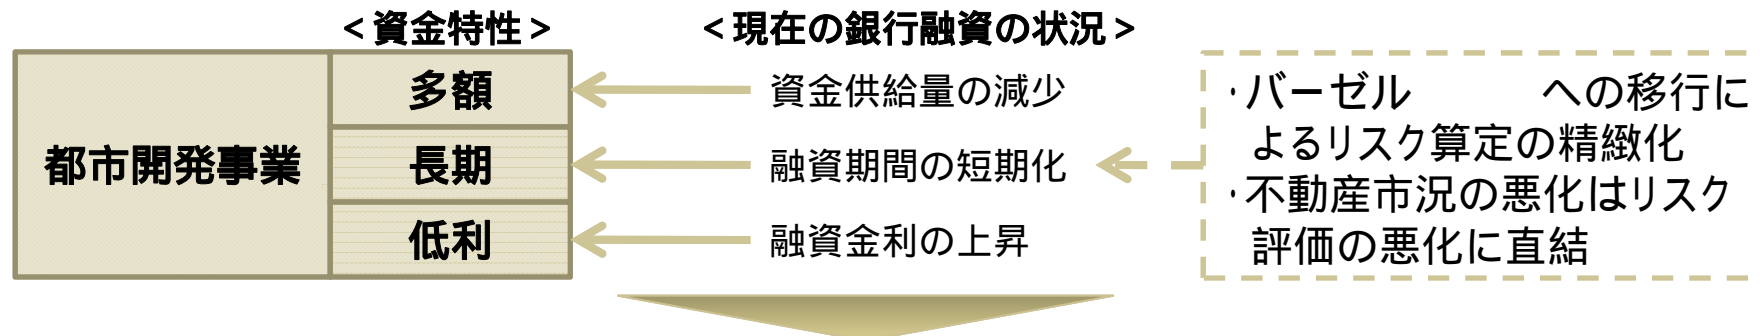 <資金特性>
<現在の銀行融資の状況>
都市開発事業
多額
資金供給量の減少
長期
融資期間の短期化
低利
融資金利の上昇
・バーゼル　　　への移行に
よるリスク算定の精緻化
・不動産市況の悪化はリスク
評価の悪化に直結